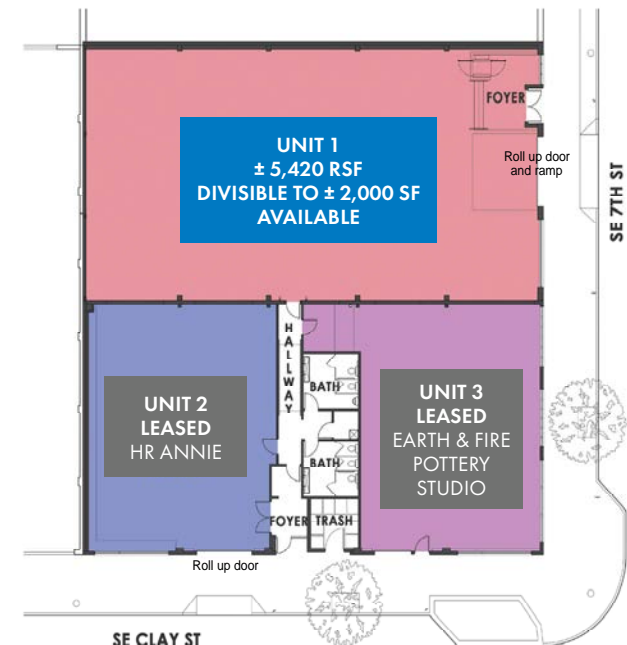 FOYER
UNIT 1
± 5,420 RSF
DIVISIBLE TO ± 2,000 SF
AVAILABLE
Roll up door
and ramp
SE 7TH ST
HALLWAY
BATH
UNIT 2
LEASED
HR ANNIE
UNIT 3
LEASED
EARTH & FIRE
POTTERY
STUDIO
BATH
FOYER
TRASH
Roll up door
SE CLAY ST